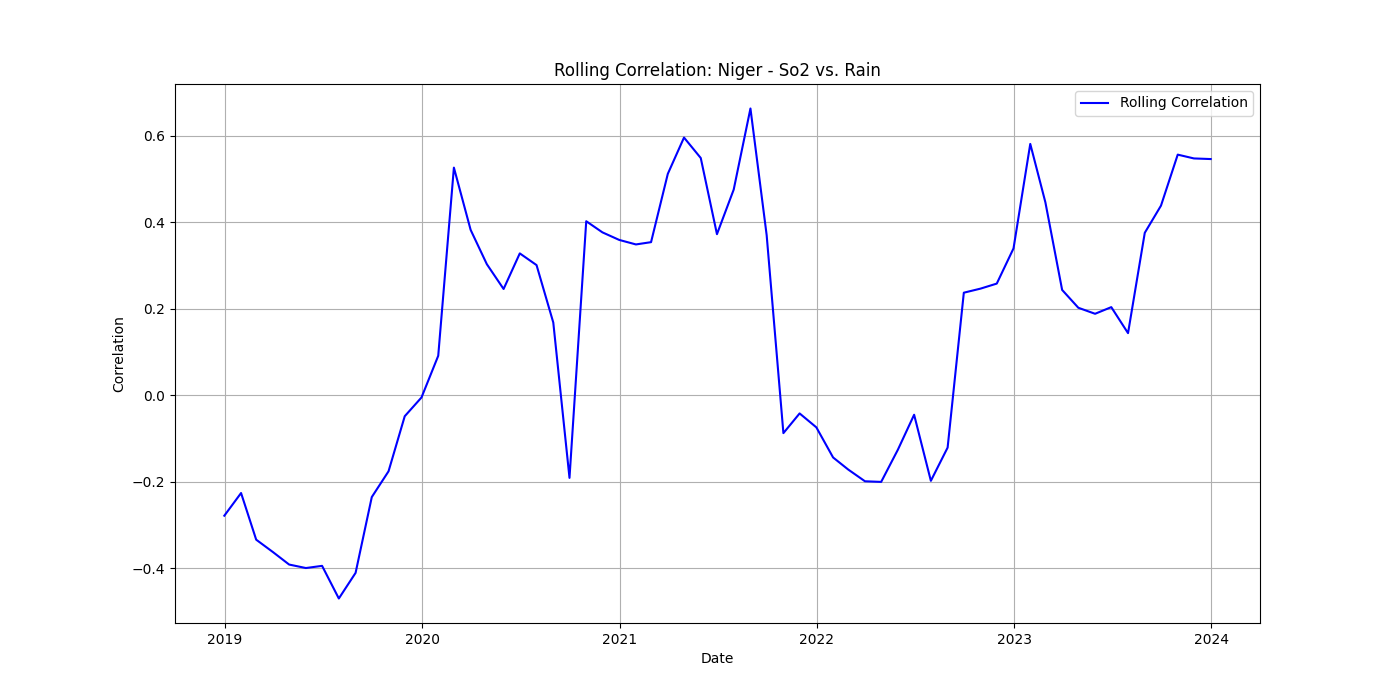 Rolling Correlation: Niger - So2 vs. Rain
Rolling Correlation
Correlation
0.6
0.4
0.2
0.0
−0.2
−0.4
2019 2020 2021 2022 2023 2024
Date